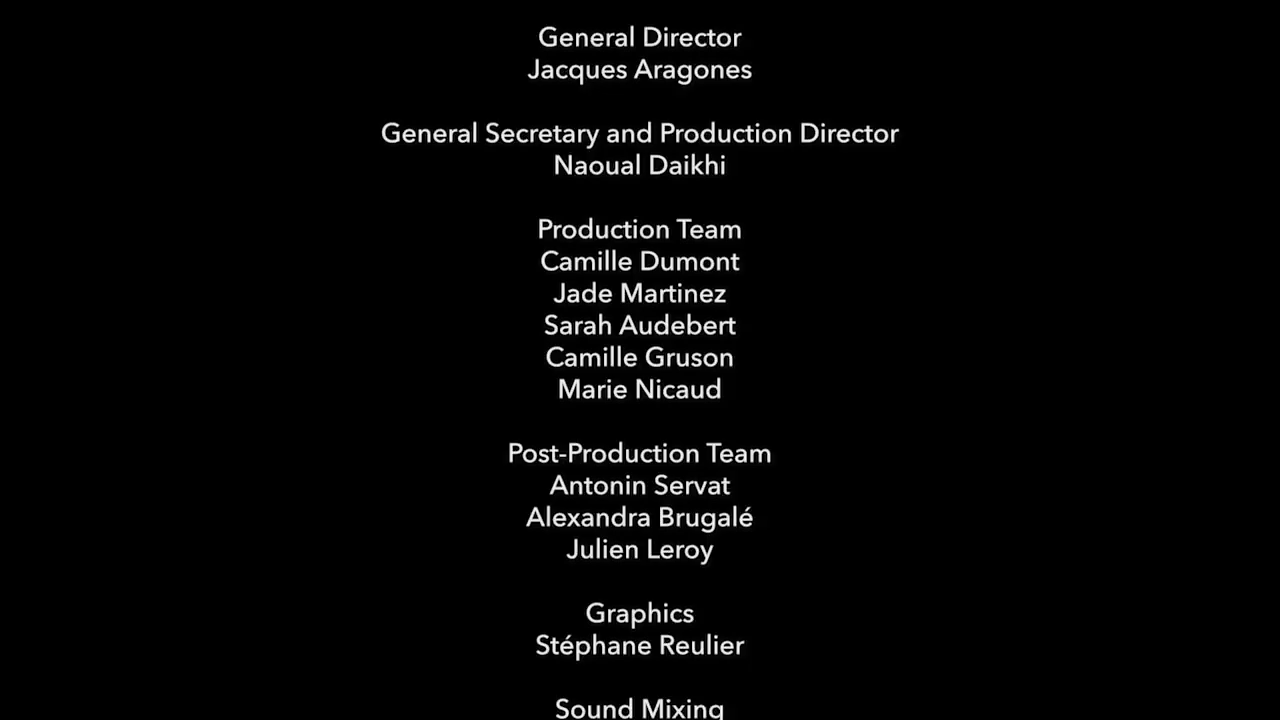 General Director
Jacques Aragones
General Secretary and Production Director
Naoual Daikhi
Production Team
Camille Dumont
Jade Martinez
Sarah Audebert
Camille Gruson
Marie Nicaud
Post-Production Team
Antonin Servat
Alexandra Brugalé
Julien Leroy
Graphics
Stéphane Reulier
Sound Mixing